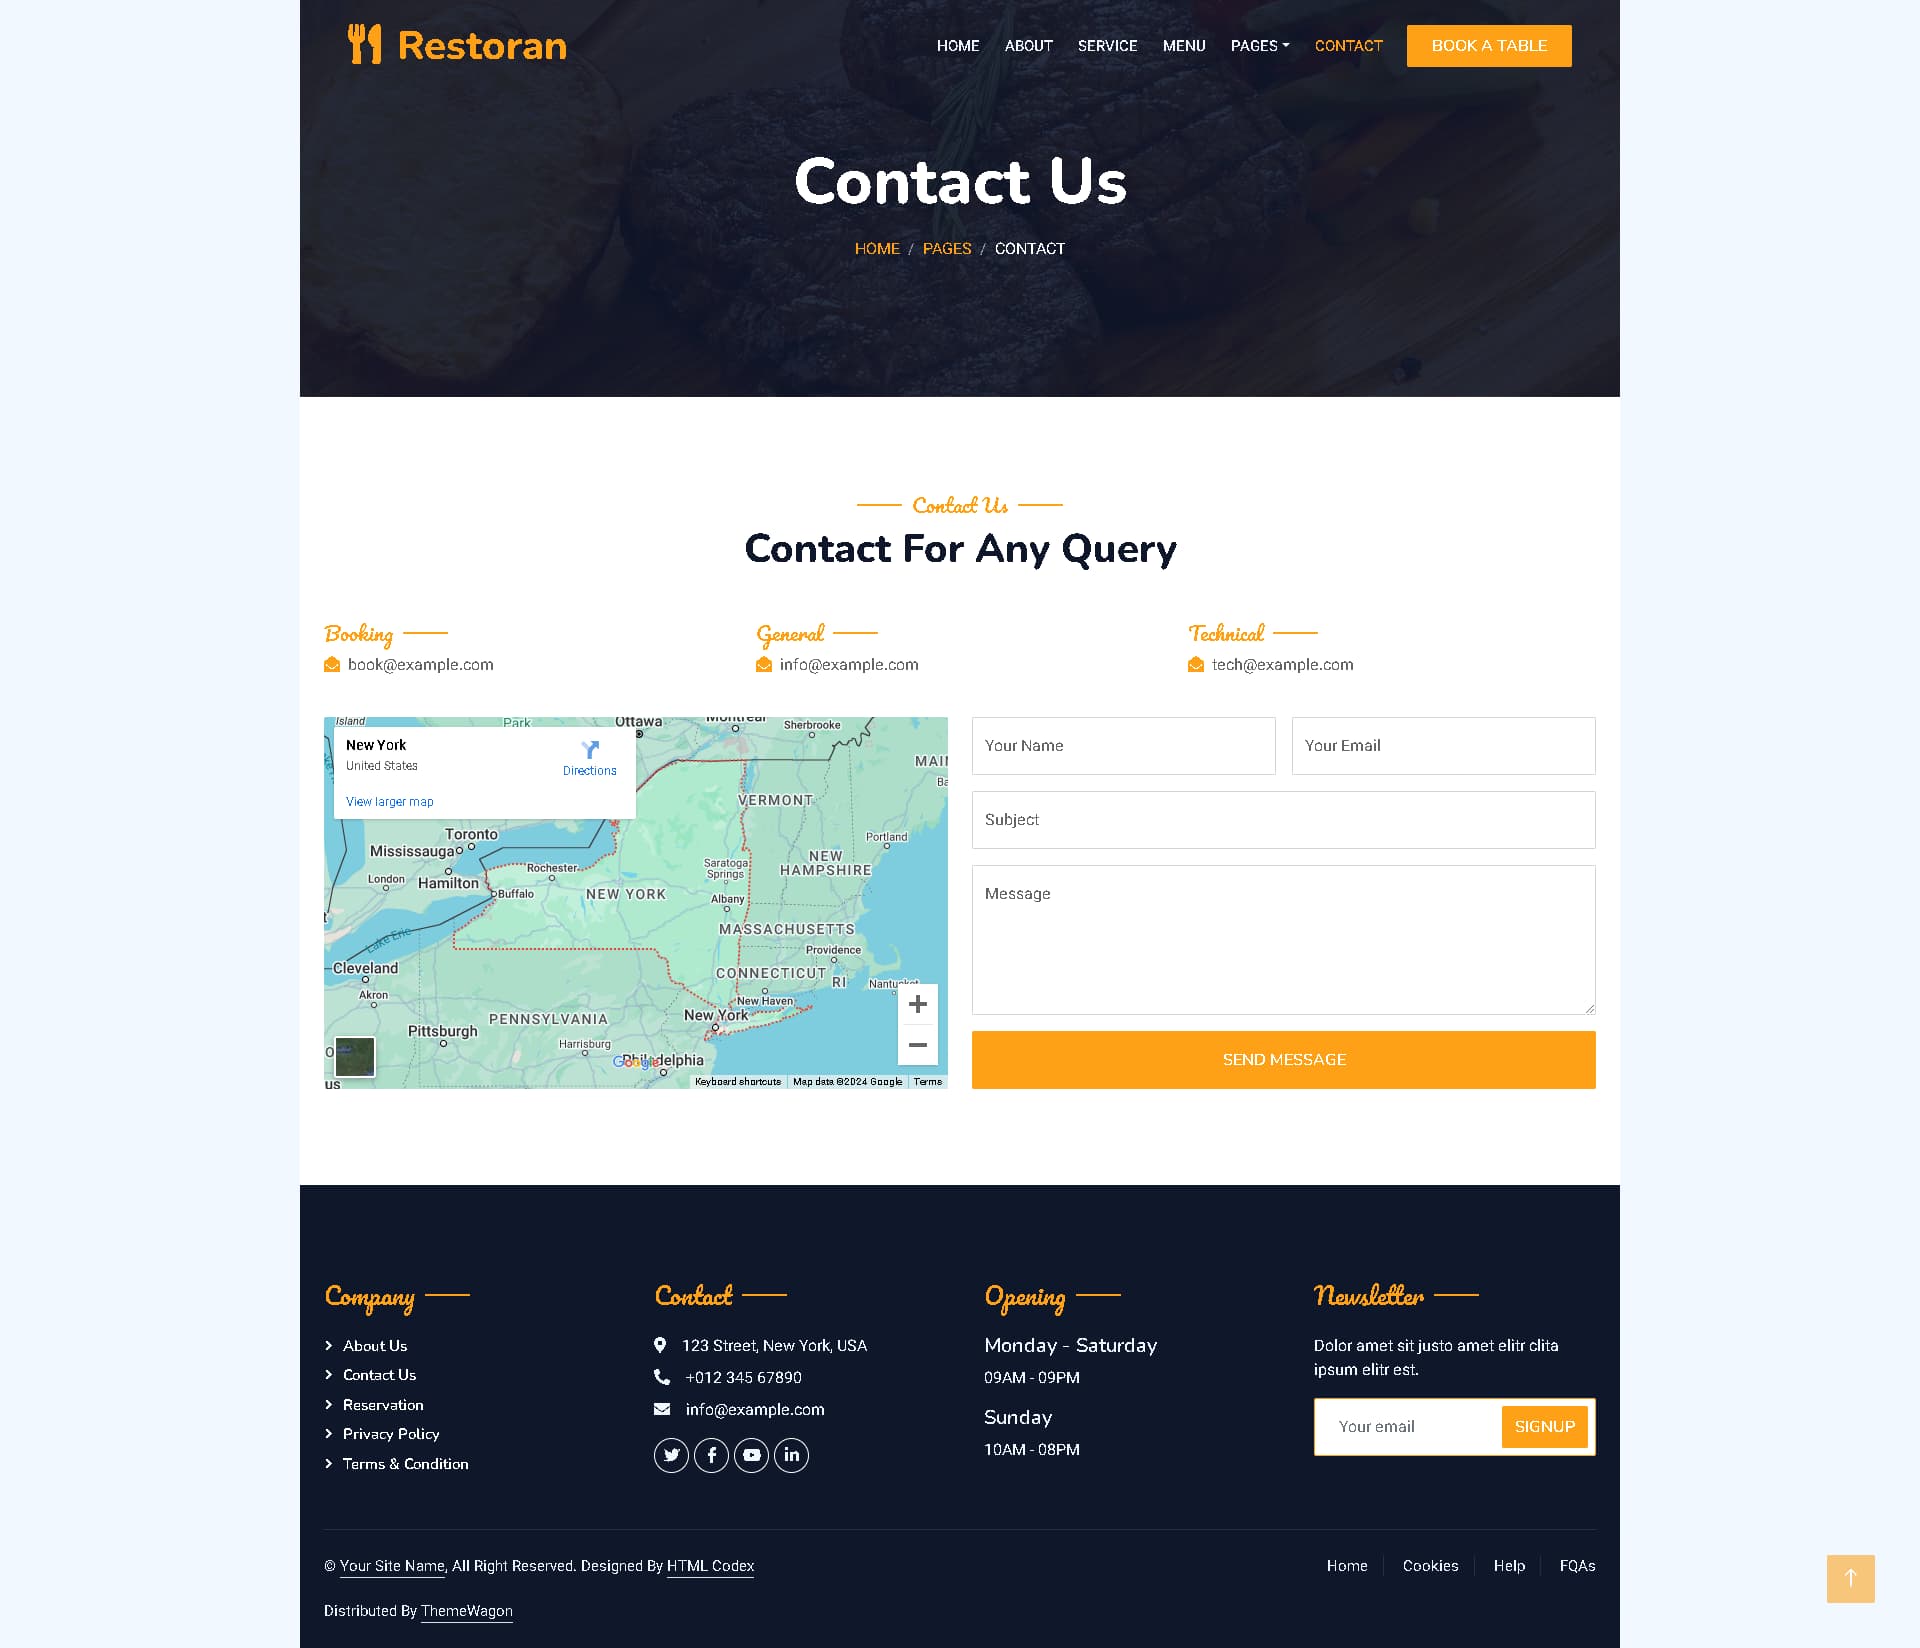 Restoran
HOME ABOUT SERVICE MENU PAGES CONTACT BOOK A TABLE
Contact Us
HOME / PAGES / CONTACT
Contact Us
Contact For Any Query
Booking
book@example.com
General
info@example.com
Technical
tech@example.com
New York
United States
Directions
View larger map
Island
Park
Ottawa
Montreal
Sherbrooke
VERMONT
Toronto
Mississauga
London
Hamilton
Rochester
Buffalo
NEW YORK
Saratoga
Springs
Albany
Portland
NEW
HAMPSHIRE
MASSACHUSETTS
Providence
CONNECTICUT
RI
Nantucket
New Haven
New York
Lake Erie
Cleveland
Akron
PENNSYLVANIA
Pittsburgh
Harrisburg
Philadelphia
Google
Keyboard shortcuts
Map data ©2024 Google
Terms
Your Name
Your Email
Subject
Message
SEND MESSAGE
Company
About Us
Contact Us
Reservation
Privacy Policy
Terms & Condition
Contact
123 Street, New York, USA
+012 345 67890
info@example.com
Opening
Monday - Saturday
09AM - 09PM
Sunday
10AM - 08PM
Newsletter
Dolor amet sit justo amet elitr clita
ipsum elitr est.
Your email
SIGNUP
© Your Site Name, All Right Reserved. Designed By HTML Codex
Distributed By ThemeWagon
Home Cookies Help FQAs